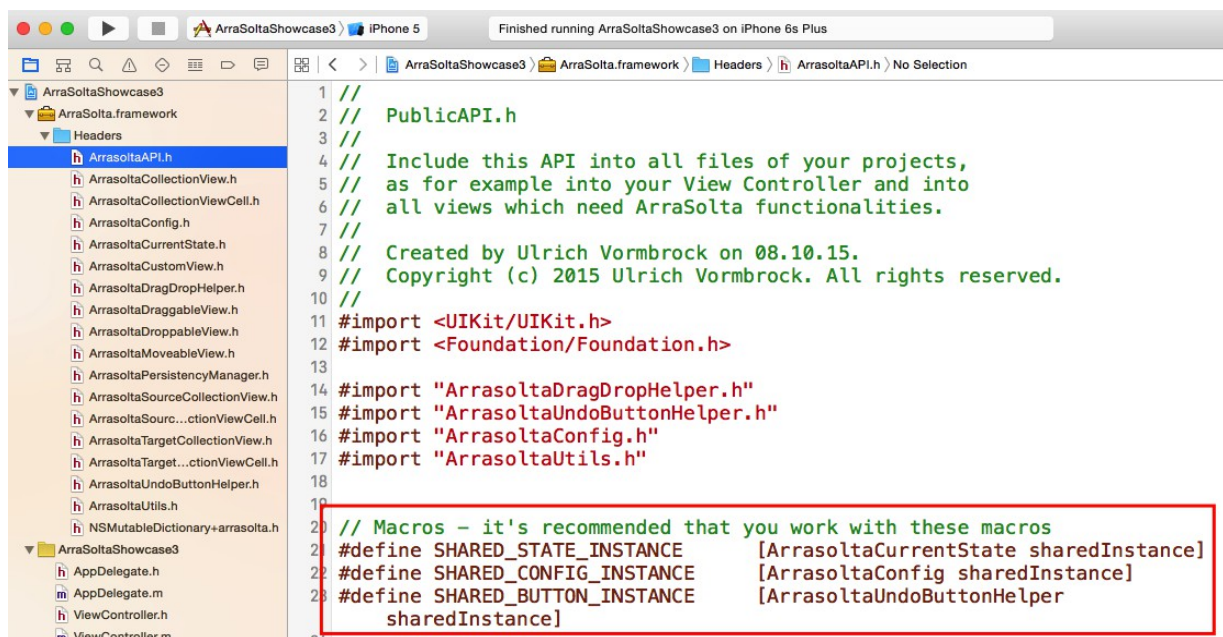 ArraSoltaShowcase3 iPhone 5
Finished running ArraSoltaShowcase3 on iPhone 6s Plus
ArraSoltaShowcase3 ArraSolta.framework Headers ArrasoltaAPI.h No Selection
ArraSoltaShowcase3
ArraSolta.framework
Headers
ArrasoltaAPI.h
ArrasoltaCollectionView.h
ArrasoltaCollectionViewCell.h
ArrasoltaConfig.h
ArrasoltaCurrentState.h
ArrasoltaCustomView.h
ArrasoltaDragDropHelper.h
ArrasoltaDraggableView.h
ArrasoltaDroppableView.h
ArrasoltaMoveableView.h
ArrasoltaPersistencyManager.h
ArrasoltaSourceCollectionView.h
ArrasoltaSourc...ctionViewCell.h
ArrasoltaTargetCollectionView.h
ArrasoltaTarget...ctionViewCell.h
ArrasoltaUndoButtonHelper.h
ArrasoltaUtils.h
NSMutableDictionary+arrasolta.h
ArraSoltaShowcase3
AppDelegate.h
AppDelegate.m
ViewController.h
ViewController.m
1 //
2 // PublicAPI.h
3 //
4 // Include this API into all files of your projects,
5 // as for example into your View Controller and into
6 // all views which need ArraSolta functionalities.
7 //
8 // Created by Ulrich Vormbrock on 08.10.15.
9 // Copyright (c) 2015 Ulrich Vormbrock. All rights reserved.
10 //
11 #import <UIKit/UIKit.h>
12 #import <Foundation/Foundation.h>
13
14 #import "ArrasoltaDragDropHelper.h"
15 #import "ArrasoltaUndoButtonHelper.h"
16 #import "ArrasoltaConfig.h"
17 #import "ArrasoltaUtils.h"
18
19
20 // Macros – it's recommended that you work with these macros
21 #define SHARED_STATE_INSTANCE [ArrasoltaCurrentState sharedInstance]
22 #define SHARED_CONFIG_INSTANCE [ArrasoltaConfig sharedInstance]
23 #define SHARED_BUTTON_INSTANCE [ArrasoltaUndoButtonHelper
sharedInstance]